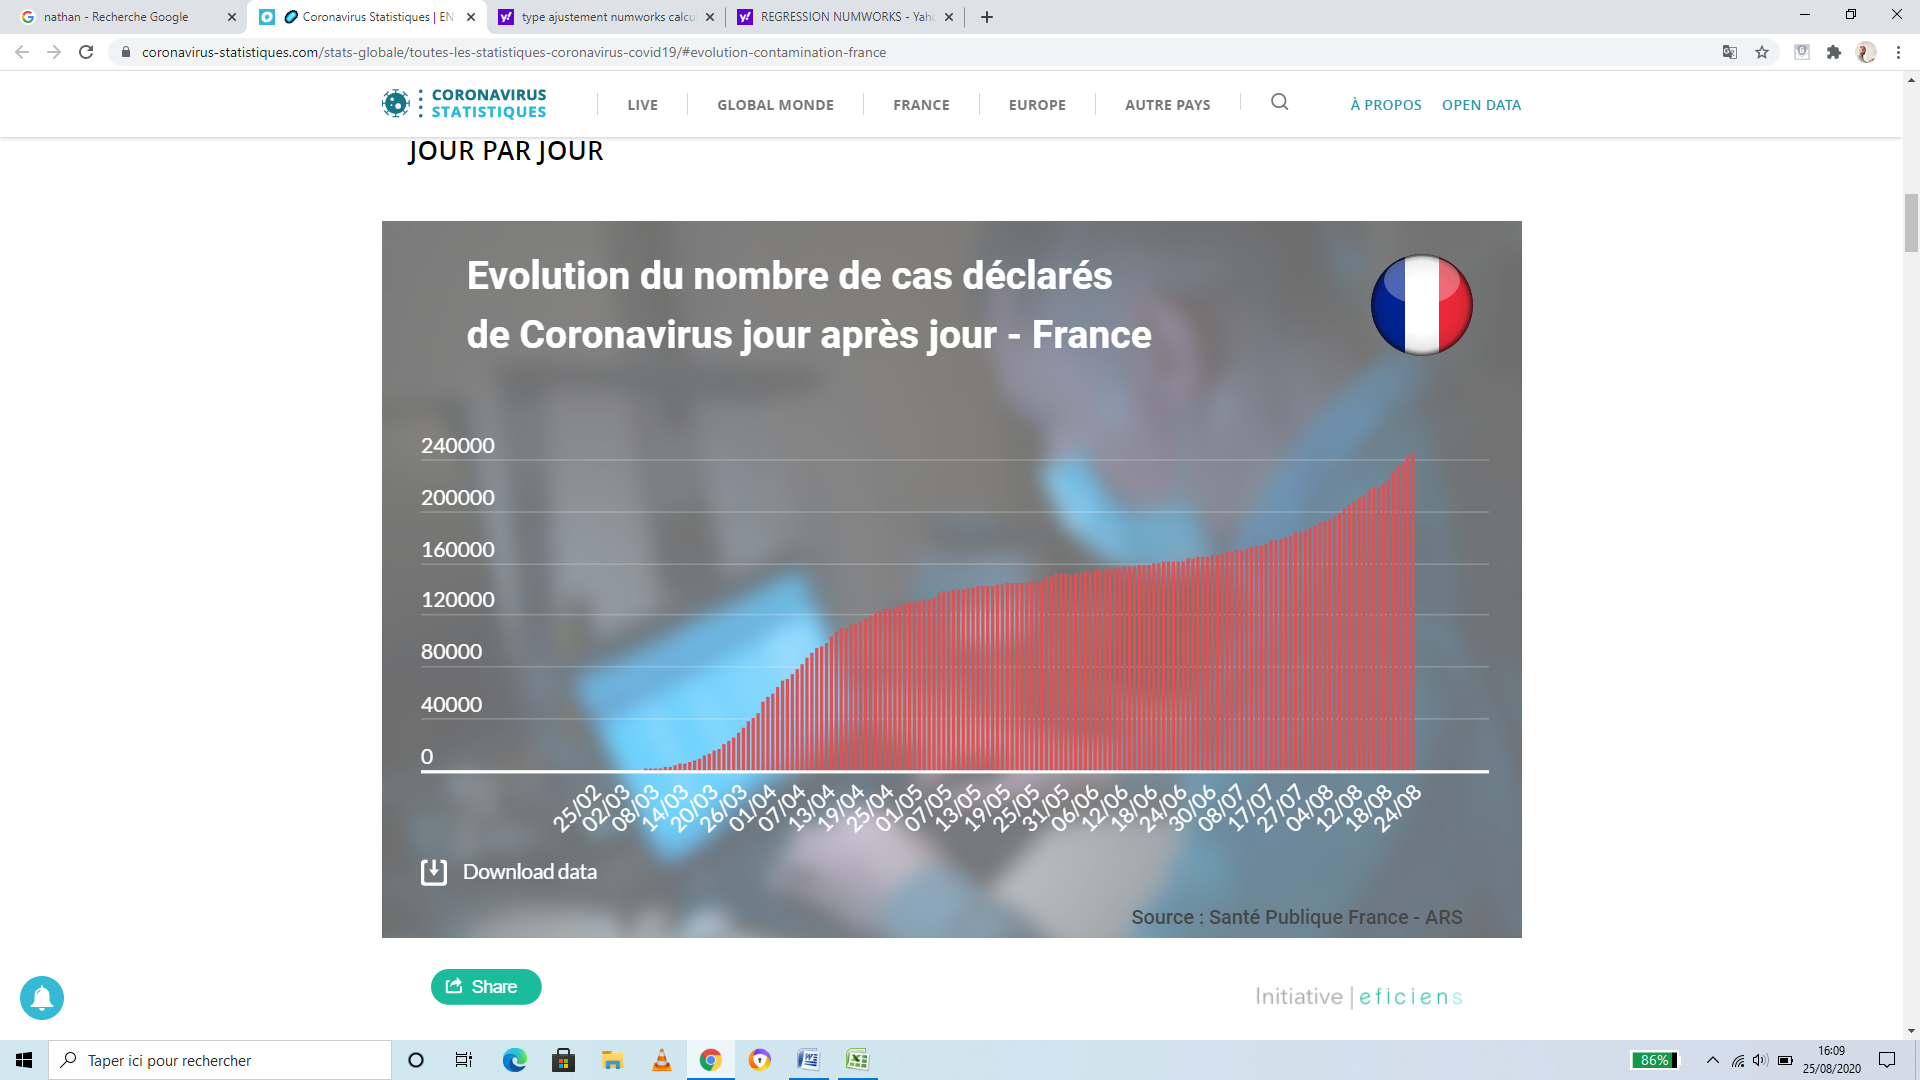 nathan - Recherche Google
Coronavirus Statistiques | EN
type ajustement numworks calcu
REGRESSION NUMWORKS - Yaho
coronavirus-statistiques.com/stats-globale/toutes-les-statistiques-coronavirus-covid19/#evolution-contamination-france
CORONAVIRUS
STATISTIQUES
LIVE
GLOBAL MONDE
FRANCE
EUROPE
AUTRE PAYS
À PROPOS
OPEN DATA
JOUR PAR JOUR
Evolution du nombre de cas déclarés
de Coronavirus jour après jour - France
240000
200000
160000
120000
80000
40000
0
25/02
02/03
08/03
14/03
20/03
26/03
01/04
07/04
13/04
19/04
25/04
01/05
07/05
13/05
19/05
25/05
31/05
06/06
12/06
18/06
24/06
30/06
08/07
17/07
27/07
04/08
12/08
18/08
24/08
Download data
Source : Santé Publique France - ARS
Share
Initiative | eficiens
Taper ici pour rechercher
86%
16:09
25/08/2020